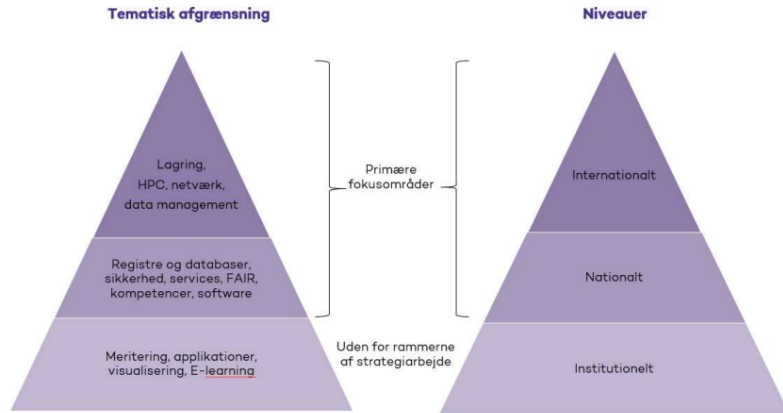 Tematisk afgrænsning
Niveauer
Lagring,
HPC, netværk,
data management
Primære
fokusområder
Internationalt
Registre og databaser,
sikkerhed, services, FAIR,
kompetencer, software
Nationalt
Uden for rammerne
af strategiarbejde
Meritering, applikationer,
visualisering, E-learning
Institutionelt